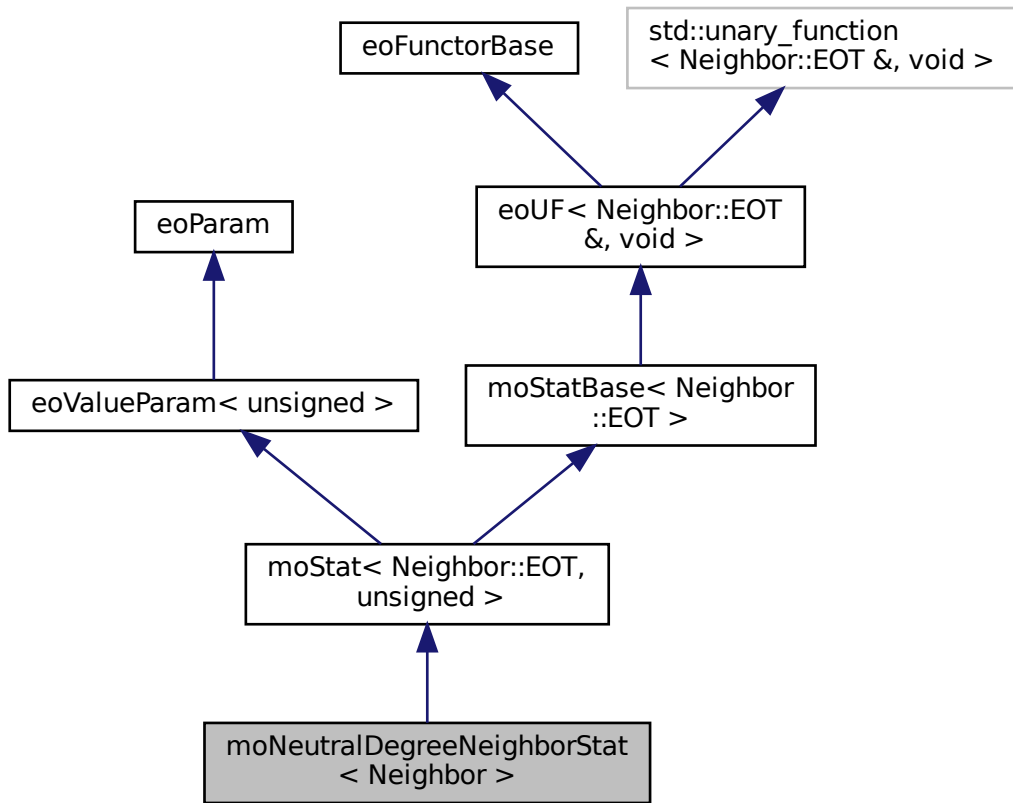 eoFunctorBase
std::unary_function
< Neighbor::EOT &, void >
eoUF< Neighbor::EOT
&, void >
eoParam
eoValueParam< unsigned >
moStatBase< Neighbor
::EOT >
moStat< Neighbor::EOT,
unsigned >
moNeutralDegreeNeighborStat
< Neighbor >